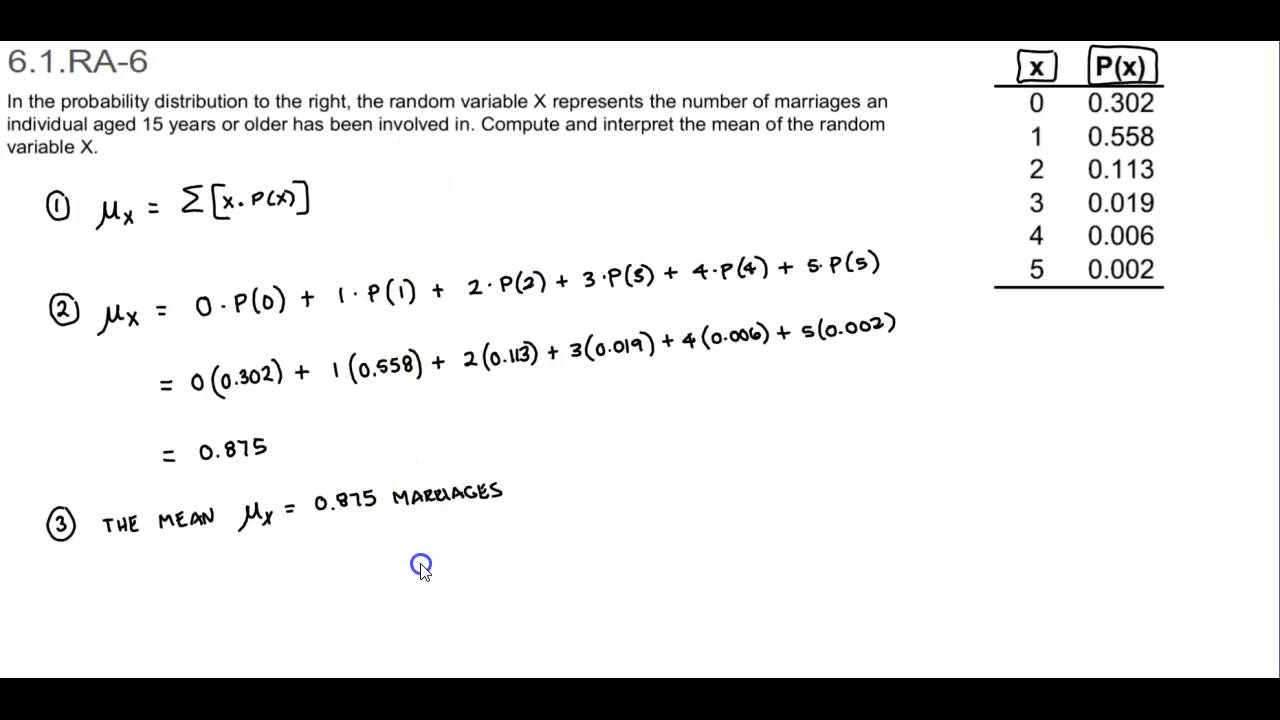 6.1.RA-6
In the probability distribution to the right, the random variable X represents the number of marriages an
individual aged 15 years or older has been involved in. Compute and interpret the mean of the random
variable X.
x P(x)
0 0.302
1 0.558
2 0.113
3 0.019
4 0.006
5 0.002
① μx = Σ[x · P(x)]
② μx = 0 · P(0) + 1 · P(1) + 2 · P(2) + 3 · P(3) + 4 · P(4) + 5 · P(5)
= 0(0.302) + 1(0.558) + 2(0.113) + 3(0.019) + 4(0.006) + 5(0.002)
= 0.875
③ THE MEAN μx = 0.875 MARRIAGES